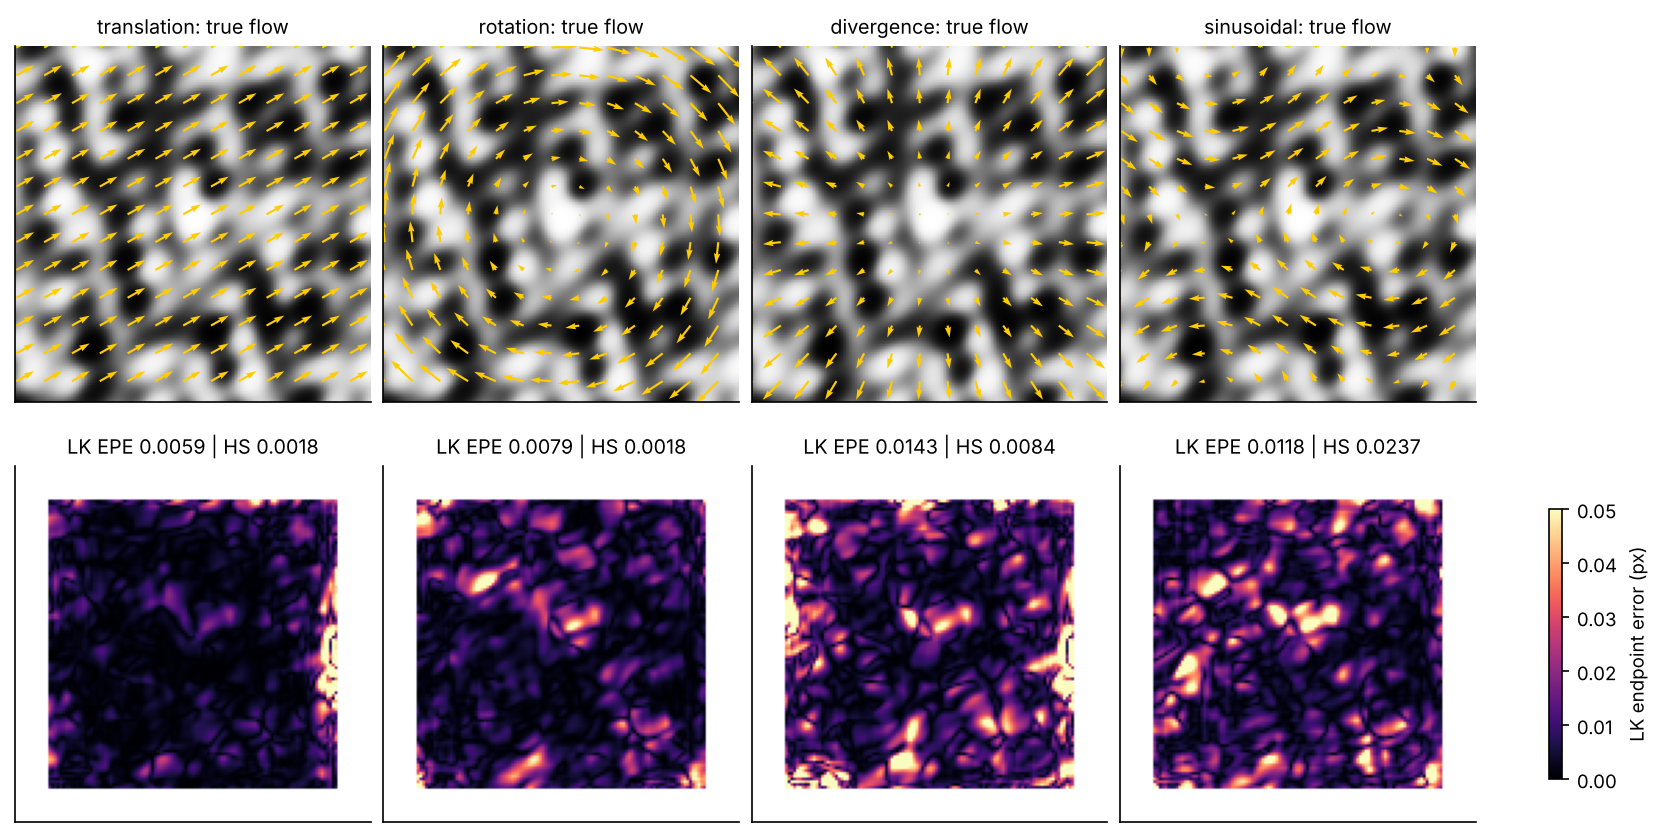 translation: true flow
rotation: true flow
divergence: true flow
sinusoidal: true flow
LK EPE 0.0059 | HS 0.0018
LK EPE 0.0079 | HS 0.0018
LK EPE 0.0143 | HS 0.0084
LK EPE 0.0118 | HS 0.0237
0.05
0.04
0.03
0.02
0.01
0.00
LK endpoint error (px)